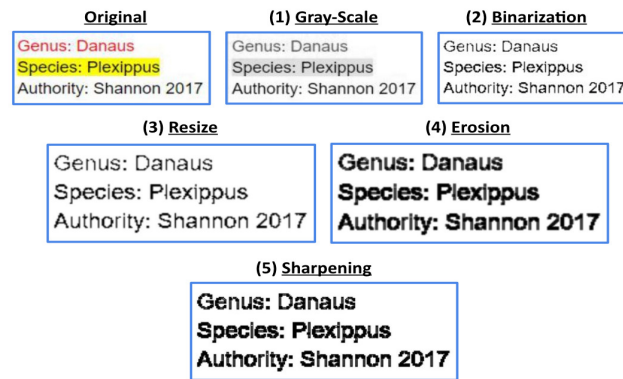 Original
Genus: Danaus
Species: Plexippus
Authority: Shannon 2017
(1) Gray-Scale
Genus: Danaus
Species: Plexippus
Authority: Shannon 2017
(2) Binarization
Genus: Danaus
Species: Plexippus
Authority: Shannon 2017
(3) Resize
Genus: Danaus
Species: Plexippus
Authority: Shannon 2017
(4) Erosion
Genus: Danaus
Species: Plexippus
Authority: Shannon 2017
(5) Sharpening
Genus: Danaus
Species: Plexippus
Authority: Shannon 2017